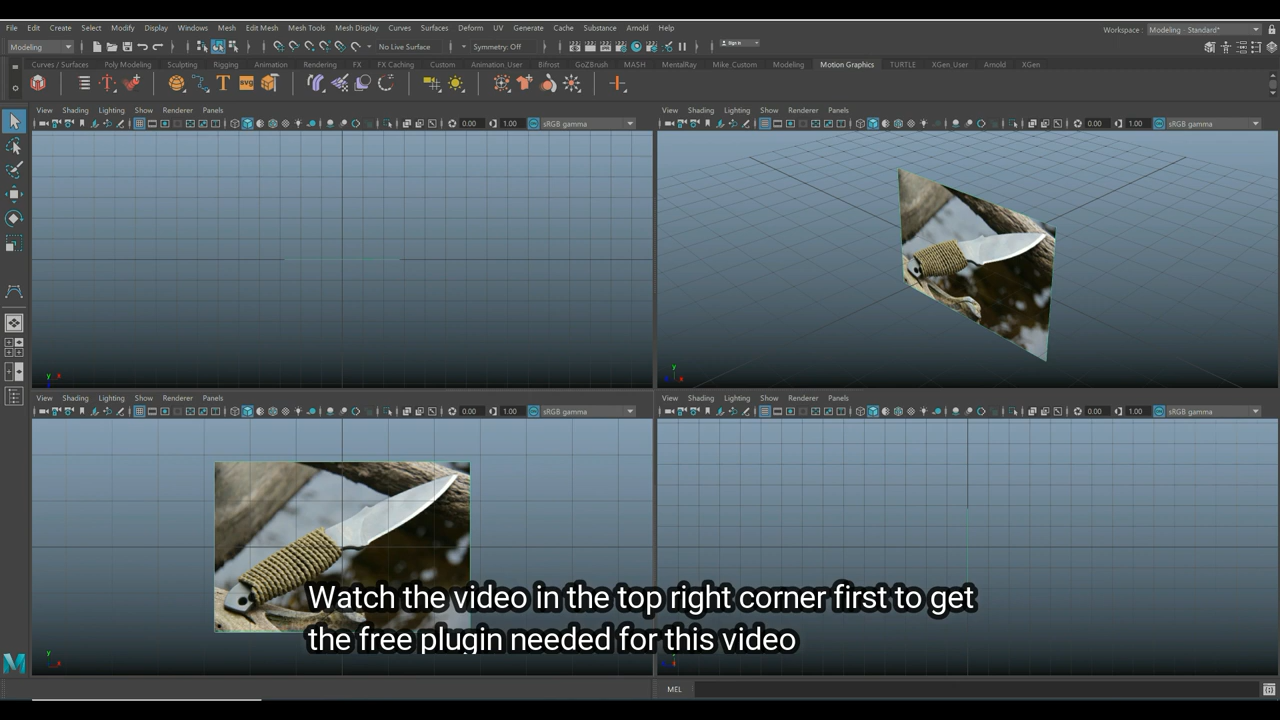 File Edit Create Select Modify Display Windows Mesh Edit Mesh Mesh Tools Mesh Display Curves Surfaces Deform UV Generate Cache Substance Arnold Help
Workspace : Modeling - Standard*
Modeling No Live Surface Symmetry: Off Sign In
Curves / Surfaces Poly Modeling Sculpting Rigging Animation Rendering FX FX Caching Custom Animation_User Bifrost GoZBrush MASH MentalRay Mike Custom Modeling Motion Graphics TURTLE XGen_User Arnold XGen
T SVG
View Shading Lighting Show Renderer Panels
0.00 1.00 sRGB gamma
y x
View Shading Lighting Show Renderer Panels
0.00 1.00 sRGB gamma
y x
View Shading Lighting Show Renderer Panels
0.00 1.00 sRGB gamma
y x
View Shading Lighting Show Renderer Panels
0.00 1.00 sRGB gamma
Watch the video in the top right corner first to get
the free plugin needed for this video
MEL